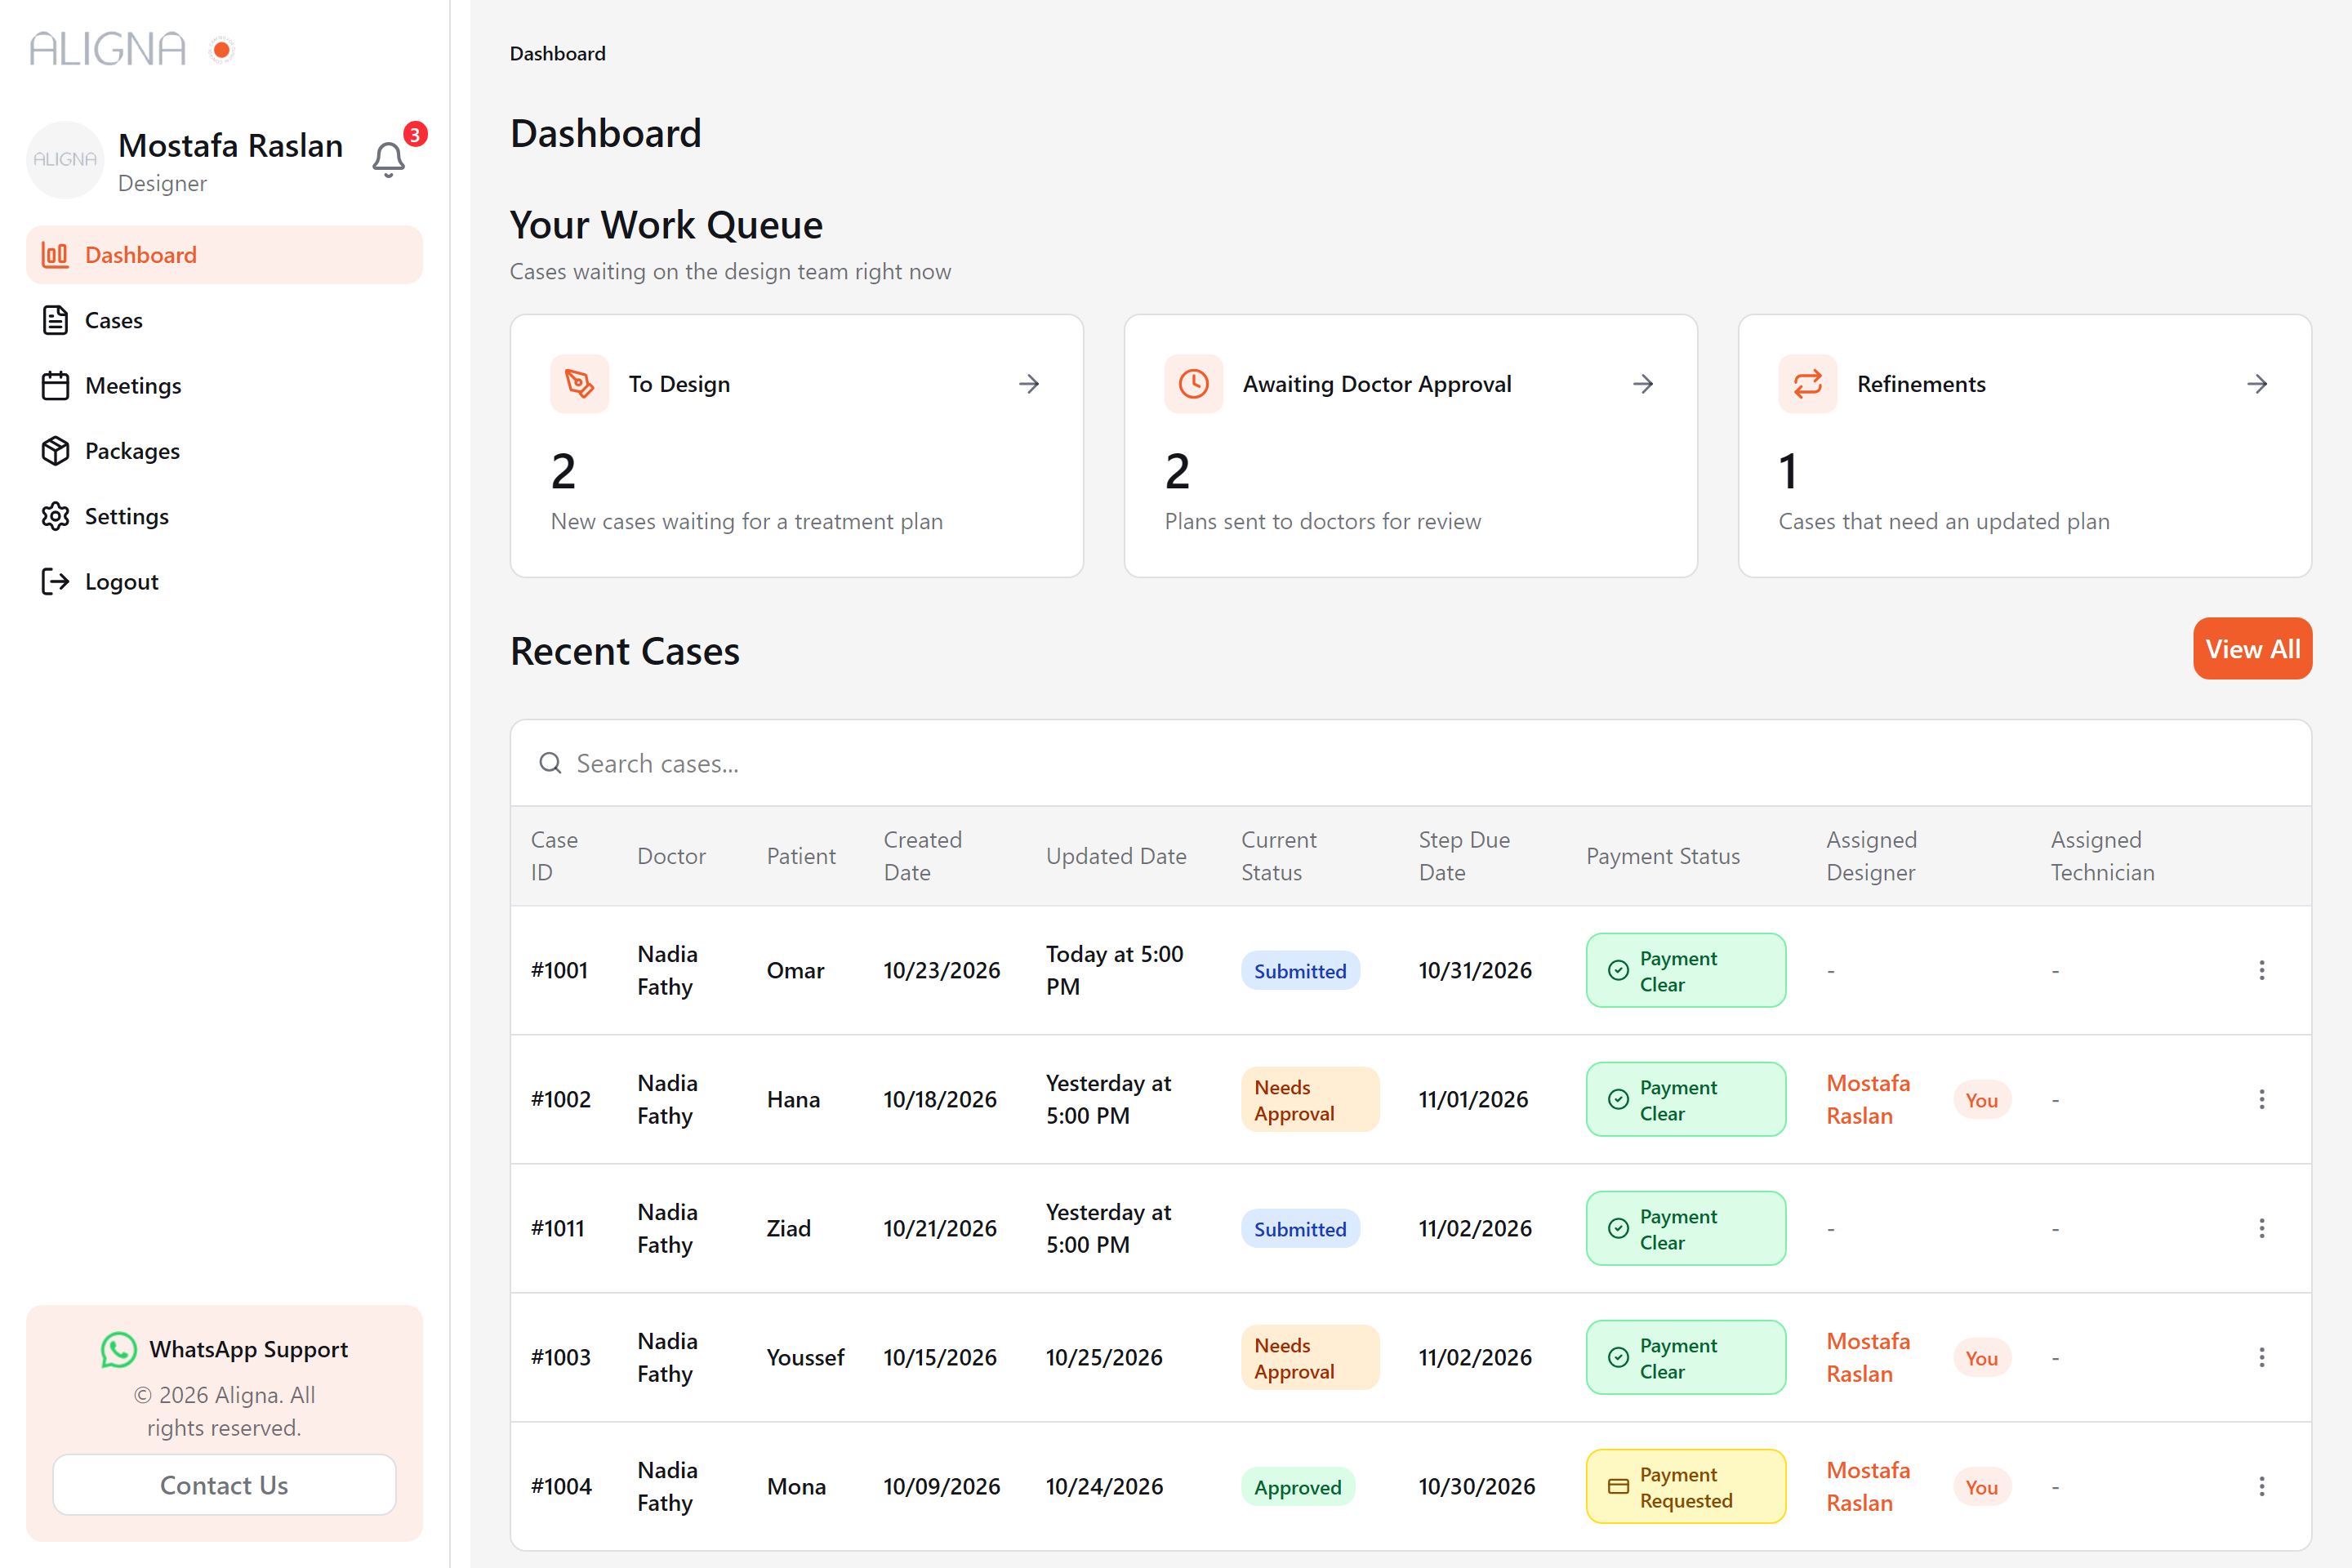 ALIGNA
ALIGNA
Mostafa Raslan
Designer
3
Dashboard
Cases
Meetings
Packages
Settings
Logout
WhatsApp Support
© 2026 Aligna. All
rights reserved.
Contact Us
Dashboard
Dashboard
Your Work Queue
Cases waiting on the design team right now
To Design
2
New cases waiting for a treatment plan
Awaiting Doctor Approval
2
Plans sent to doctors for review
Refinements
1
Cases that need an updated plan
Recent Cases
View All
Search cases...
Case ID Doctor Patient Created Date Updated Date Current Status Step Due Date Payment Status Assigned Designer Assigned Technician
#1001 Nadia Fathy Omar 10/23/2026 Today at 5:00 PM Submitted 10/31/2026 Payment Clear - -
#1002 Nadia Fathy Hana 10/18/2026 Yesterday at 5:00 PM Needs Approval 11/01/2026 Payment Clear Mostafa Raslan You -
#1011 Nadia Fathy Ziad 10/21/2026 Yesterday at 5:00 PM Submitted 11/02/2026 Payment Clear - -
#1003 Nadia Fathy Youssef 10/15/2026 10/25/2026 Needs Approval 11/02/2026 Payment Clear Mostafa Raslan You -
#1004 Nadia Fathy Mona 10/09/2026 10/24/2026 Approved 10/30/2026 Payment Requested Mostafa Raslan You -